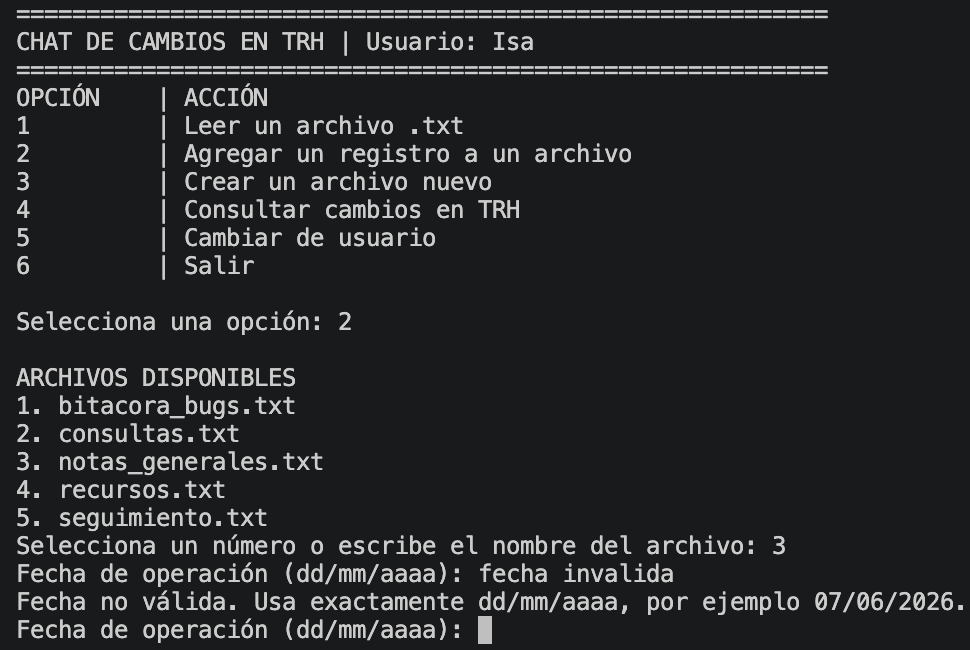 ==========================================================
CHAT DE CAMBIOS EN TRH | Usuario: Isa
==========================================================
OPCIÓN    | ACCIÓN
1         | Leer un archivo .txt
2         | Agregar un registro a un archivo
3         | Crear un archivo nuevo
4         | Consultar cambios en TRH
5         | Cambiar de usuario
6         | Salir
Selecciona una opción: 2
ARCHIVOS DISPONIBLES
1. bitacora_bugs.txt
2. consultas.txt
3. notas_generales.txt
4. recursos.txt
5. seguimiento.txt
Selecciona un número o escribe el nombre del archivo: 3
Fecha de operación (dd/mm/aaaa): fecha invalida
Fecha no válida. Usa exactamente dd/mm/aaaa, por ejemplo 07/06/2026.
Fecha de operación (dd/mm/aaaa):